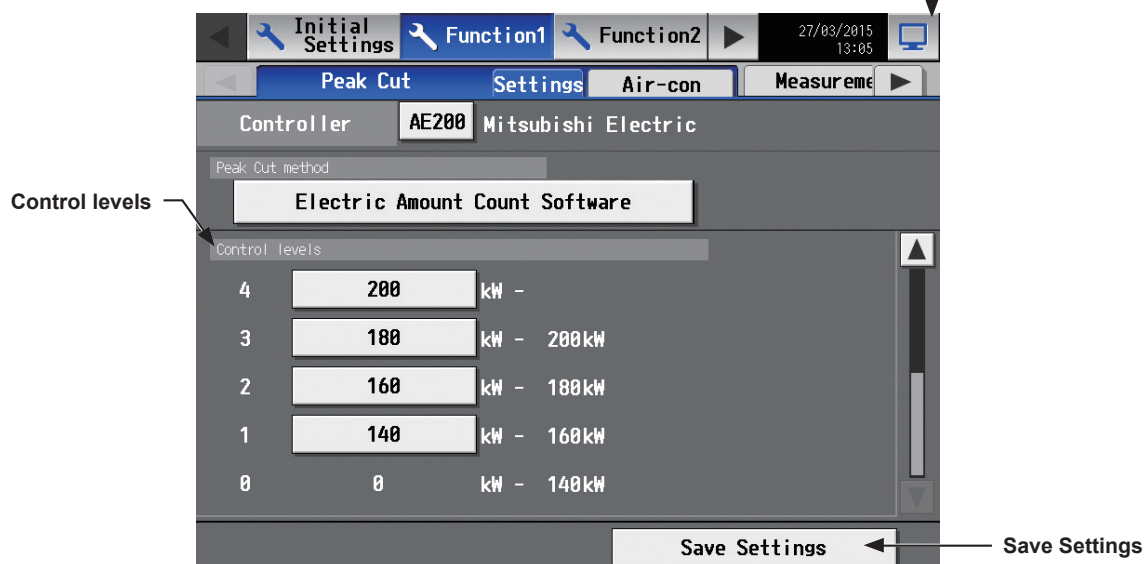 Initial Settings Function1 Function2 27/03/2015 13:05
Peak Cut Settings Air-con Measureme
Controller AE200 Mitsubishi Electric
Peak Cut method
Electric Amount Count Software
Control levels
Control levels
4 200 kW -
3 180 kW - 200kW
2 160 kW - 180kW
1 140 kW - 160kW
0 0 kW - 140kW
Save Settings Save Settings